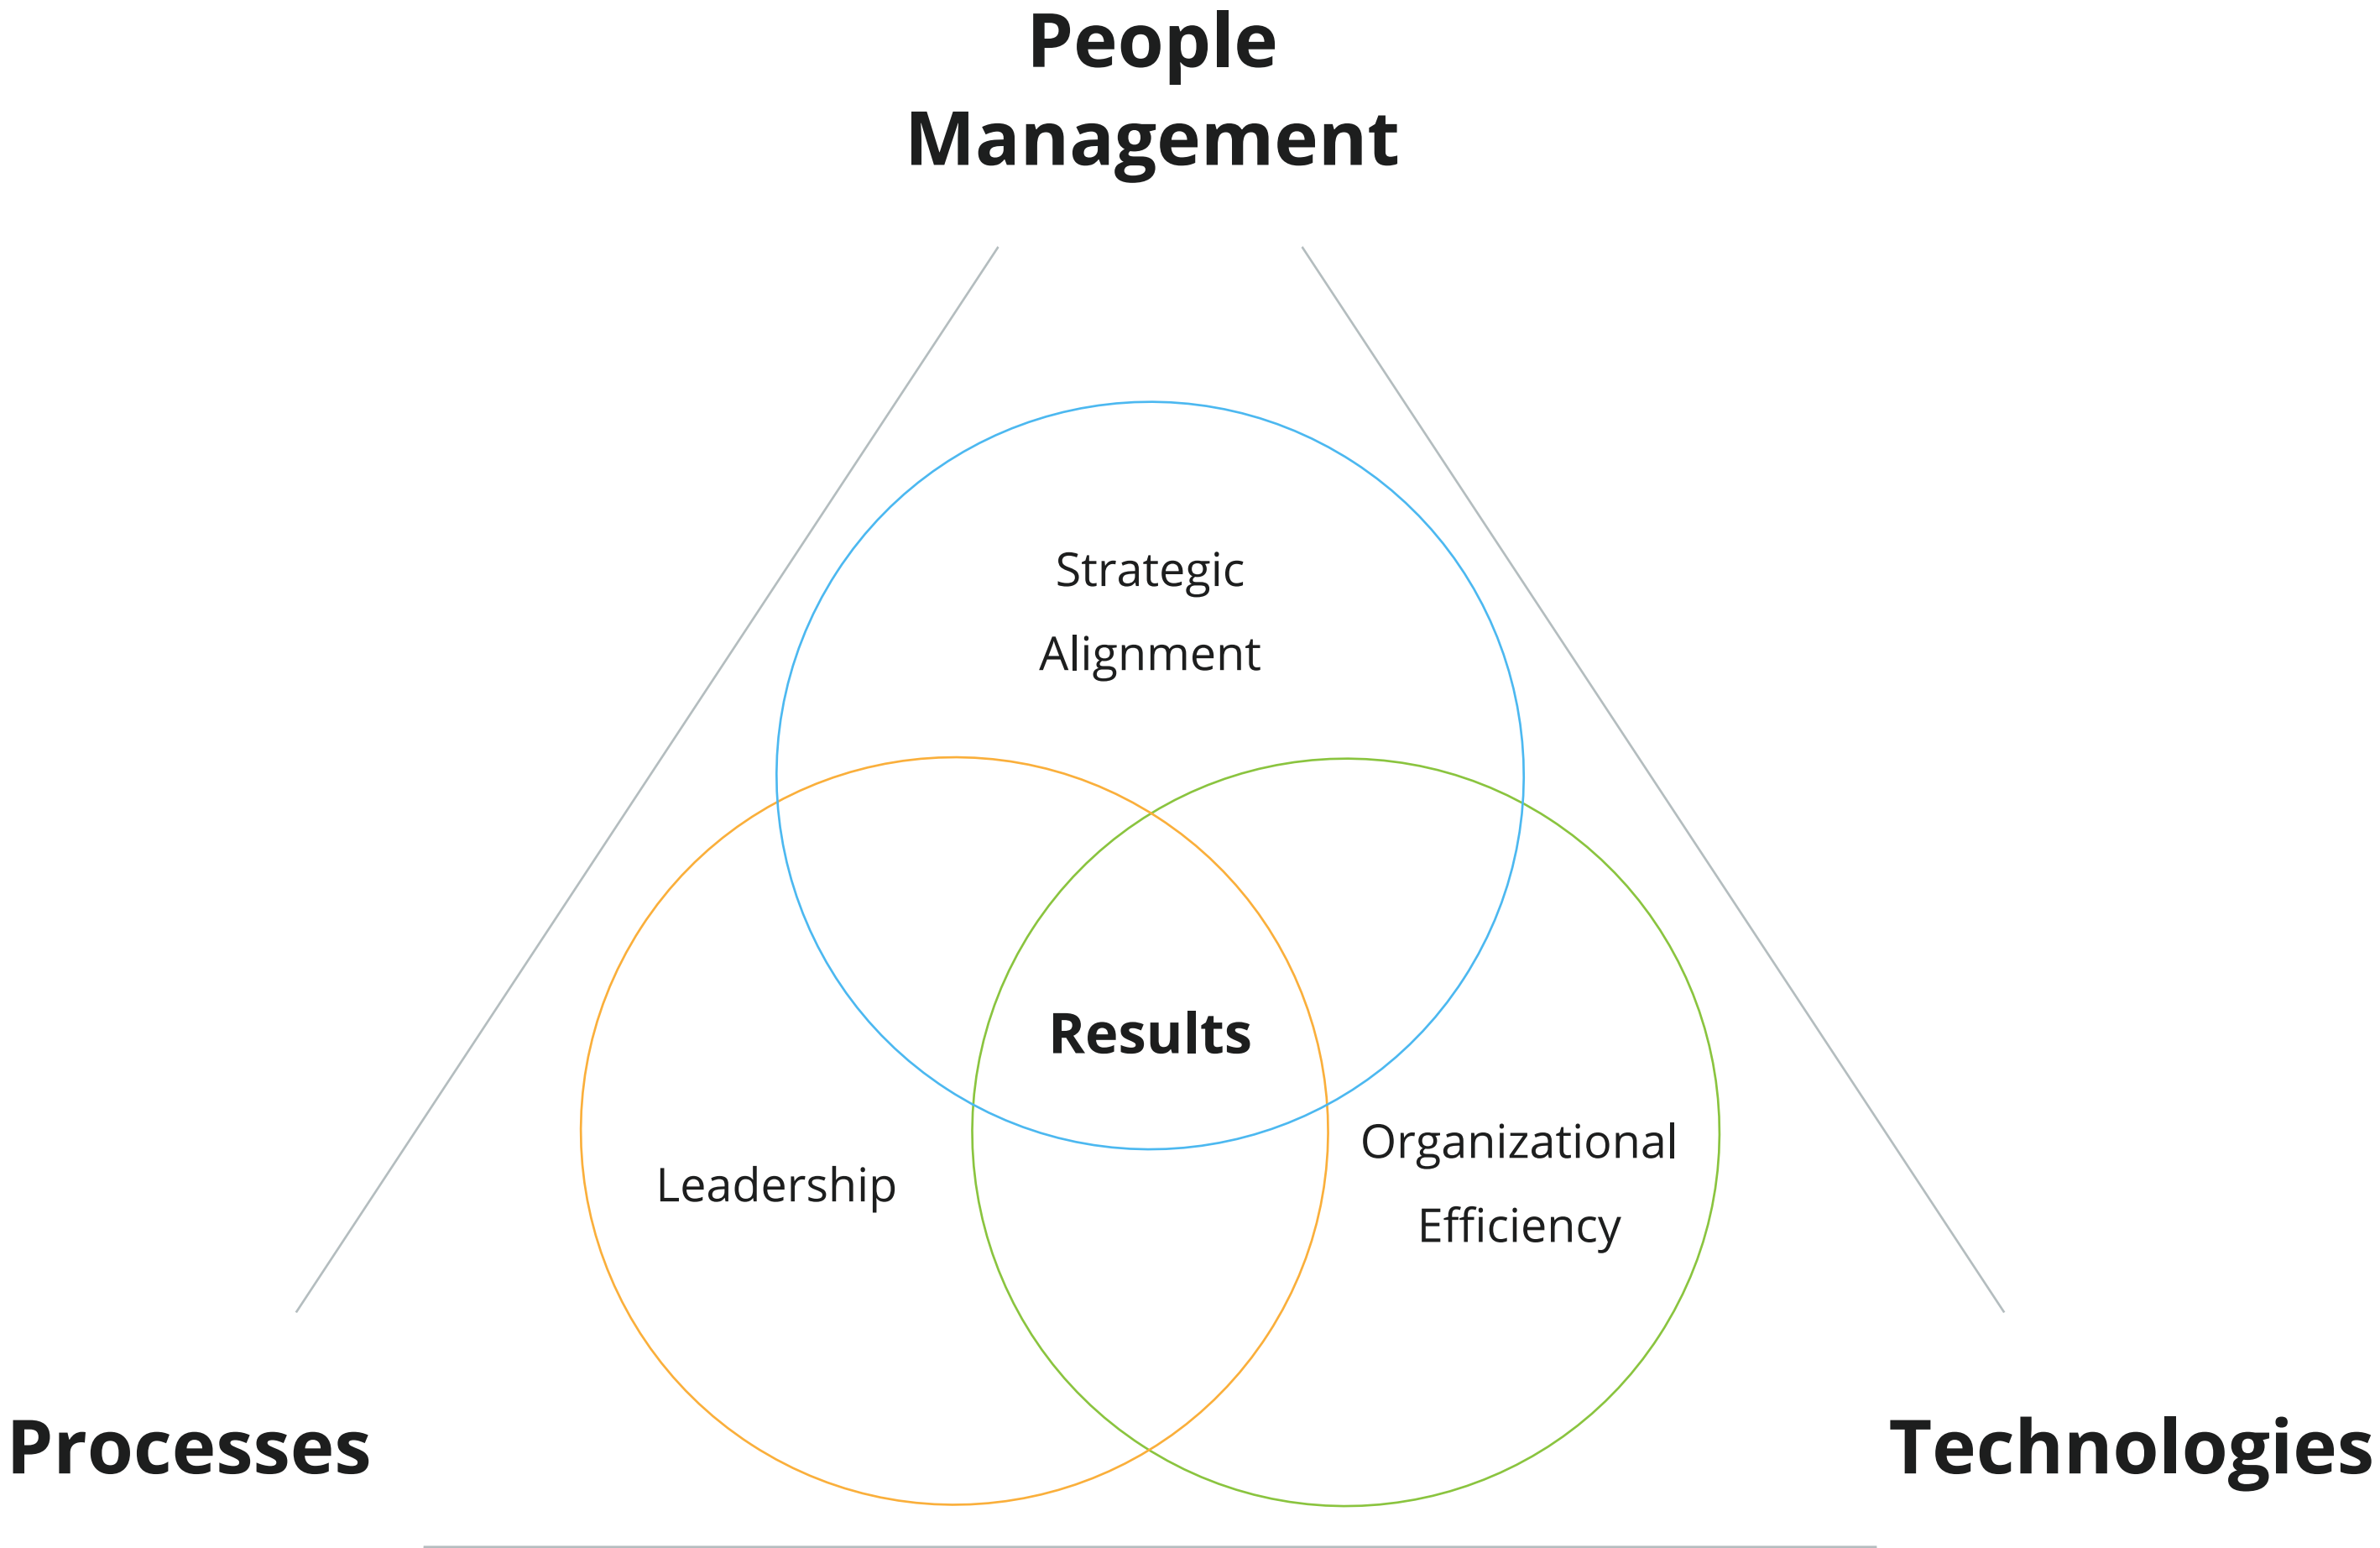 People
Management
Strategic
Alignment
Results
Leadership
Organizational
Efficiency
Processes
Technologies